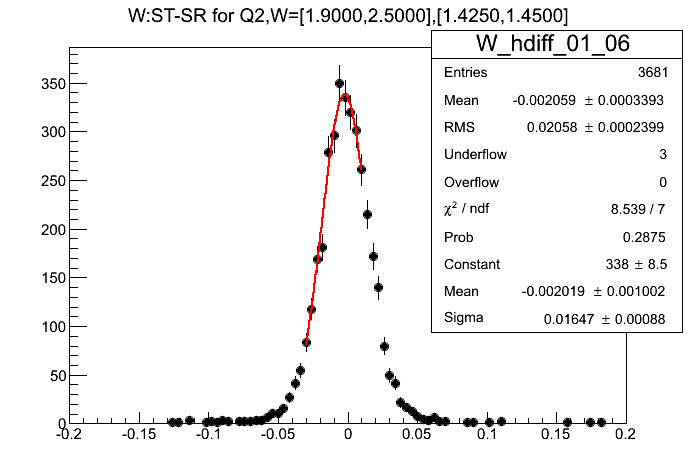 W:ST-SR for Q2,W=[1.9000,2.5000],[1.4250,1.4500]
W_hdiff_01_06
Entries 3681
Mean -0.002059 ± 0.0003393
RMS 0.02058 ± 0.0002399
Underflow 3
Overflow 0
χ² / ndf 8.539 / 7
Prob 0.2875
Constant 338 ± 8.5
Mean -0.002019 ± 0.001002
Sigma 0.01647 ± 0.00088
350
300
250
200
150
100
50
0
-0.2 -0.15 -0.1 -0.05 0 0.05 0.1 0.15 0.2